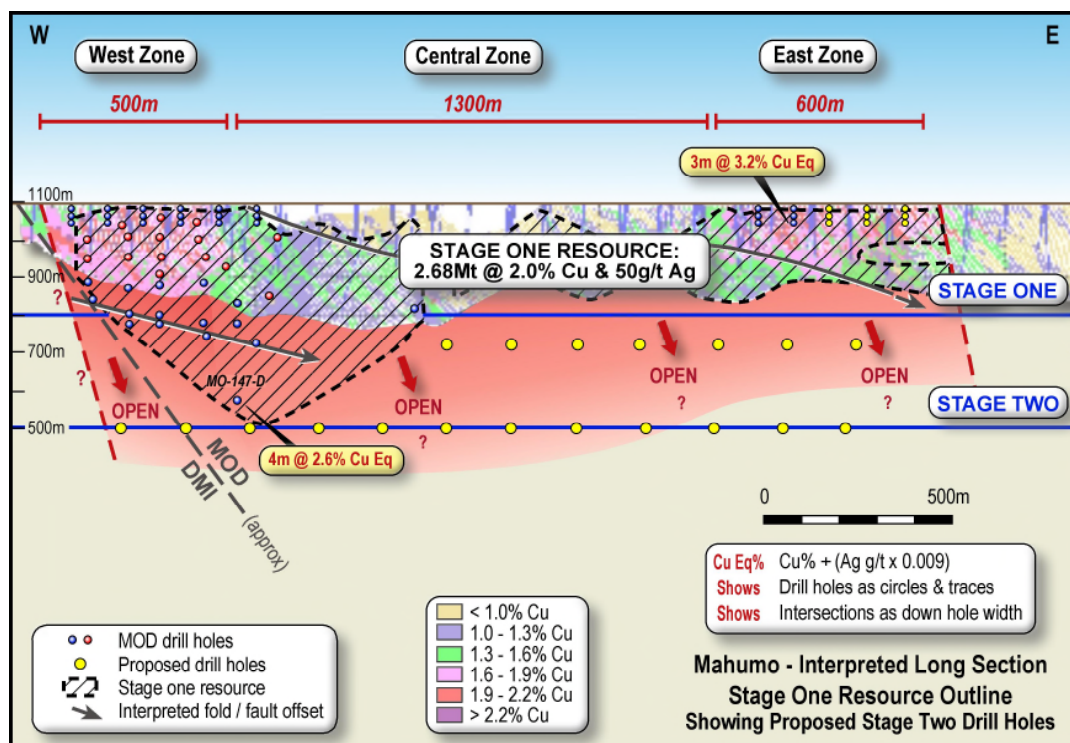 W
E
West Zone
Central Zone
East Zone
500m
1300m
600m
3m @ 3.2% Cu Eq
1100m
STAGE ONE RESOURCE:
2.68Mt @ 2.0% Cu & 50g/t Ag
900m
?
STAGE ONE
700m
?
MO-147-D
OPEN
OPEN
?
OPEN
?
OPEN
?
STAGE TWO
500m
4m @ 2.6% Cu Eq
MOD
DMI
(approx)
0
500m
Cu Eq% Cu% + (Ag g/t x 0.009)
Shows Drill holes as circles & traces
Shows Intersections as down hole width
MOD drill holes
Proposed drill holes
Stage one resource
Interpreted fold / fault offset
< 1.0% Cu
1.0 - 1.3% Cu
1.3 - 1.6% Cu
1.6 - 1.9% Cu
1.9 - 2.2% Cu
> 2.2% Cu
Mahumo - Interpreted Long Section
Stage One Resource Outline
Showing Proposed Stage Two Drill Holes